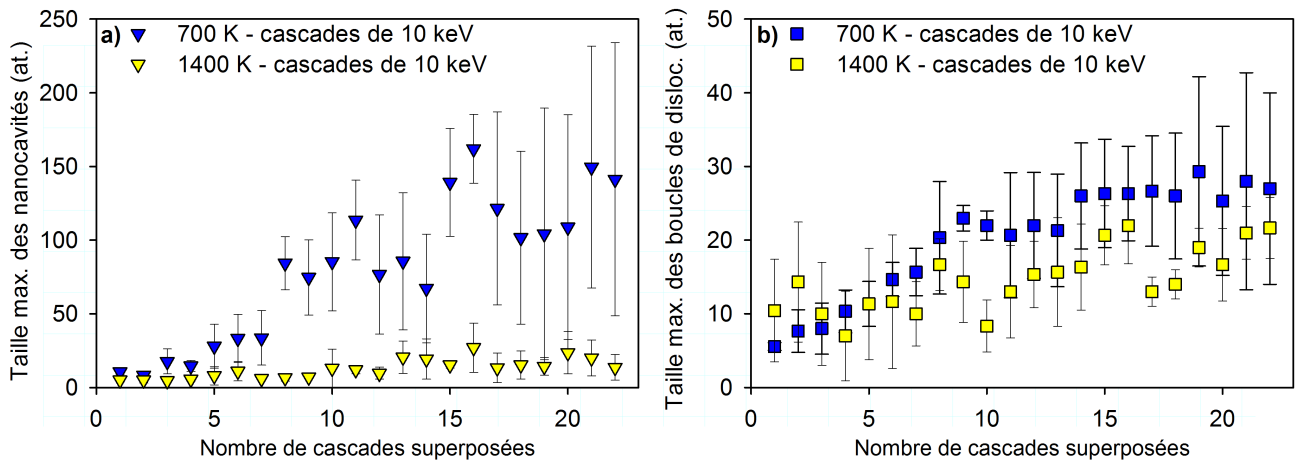 a)
700 K - cascades de 10 keV
1400 K - cascades de 10 keV
Taille max. des nanocavités (at.)
250
200
150
100
50
0
0 5 10 15 20
Nombre de cascades superposées
b)
700 K - cascades de 10 keV
1400 K - cascades de 10 keV
Taille max. des boucles de disloc. (at.)
50
40
30
20
10
0
0 5 10 15 20
Nombre de cascades superposées